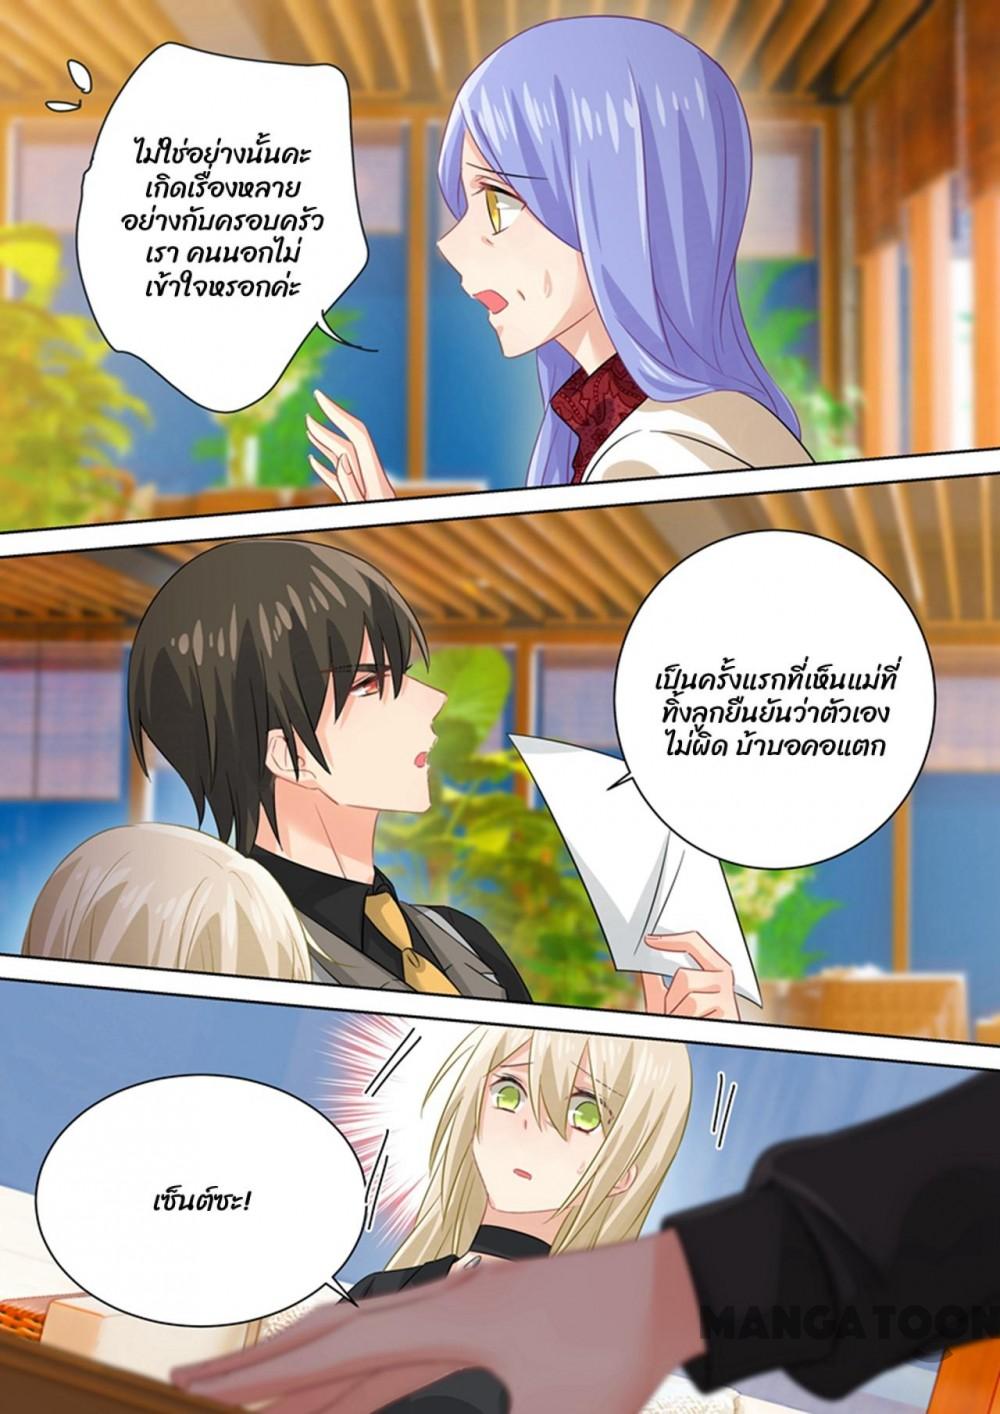 ไม่ใช่อย่างนั้นคะ
เกิดเรื่องหลาย
อย่างกับครอบครัว
เรา คนนอกไม่
เข้าใจหรอกค่ะ
เป็นครั้งแรกที่เห็นแม่ที่
ทิ้งลูกยืนยันว่าตัวเอง
ไม่ผิด บ้าบอคอแตก
เซ็นต์ซะ!
MANGA TOON